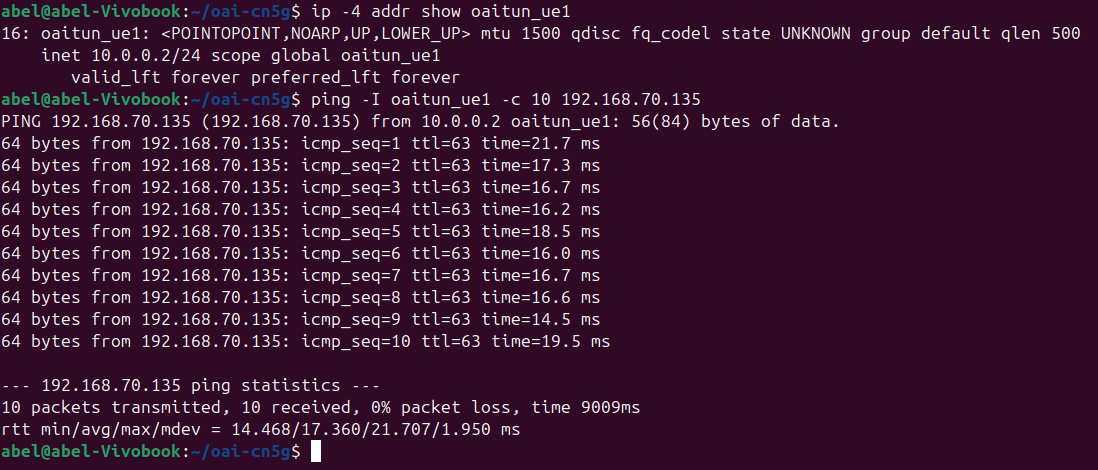 abel@abel-Vivobook:~/oai-cn5g$ ip -4 addr show oaitun_ue1
16: oaitun_ue1: <POINTOPOINT,NOARP,UP,LOWER_UP> mtu 1500 qdisc fq_codel state UNKNOWN group default qlen 500
    inet 10.0.0.2/24 scope global oaitun_ue1
       valid_lft forever preferred_lft forever
abel@abel-Vivobook:~/oai-cn5g$ ping -I oaitun_ue1 -c 10 192.168.70.135
PING 192.168.70.135 (192.168.70.135) from 10.0.0.2 oaitun_ue1: 56(84) bytes of data.
64 bytes from 192.168.70.135: icmp_seq=1 ttl=63 time=21.7 ms
64 bytes from 192.168.70.135: icmp_seq=2 ttl=63 time=17.3 ms
64 bytes from 192.168.70.135: icmp_seq=3 ttl=63 time=16.7 ms
64 bytes from 192.168.70.135: icmp_seq=4 ttl=63 time=16.2 ms
64 bytes from 192.168.70.135: icmp_seq=5 ttl=63 time=18.5 ms
64 bytes from 192.168.70.135: icmp_seq=6 ttl=63 time=16.0 ms
64 bytes from 192.168.70.135: icmp_seq=7 ttl=63 time=16.7 ms
64 bytes from 192.168.70.135: icmp_seq=8 ttl=63 time=16.6 ms
64 bytes from 192.168.70.135: icmp_seq=9 ttl=63 time=14.5 ms
64 bytes from 192.168.70.135: icmp_seq=10 ttl=63 time=19.5 ms

--- 192.168.70.135 ping statistics ---
10 packets transmitted, 10 received, 0% packet loss, time 9009ms
rtt min/avg/max/mdev = 14.468/17.360/21.707/1.950 ms
abel@abel-Vivobook:~/oai-cn5g$